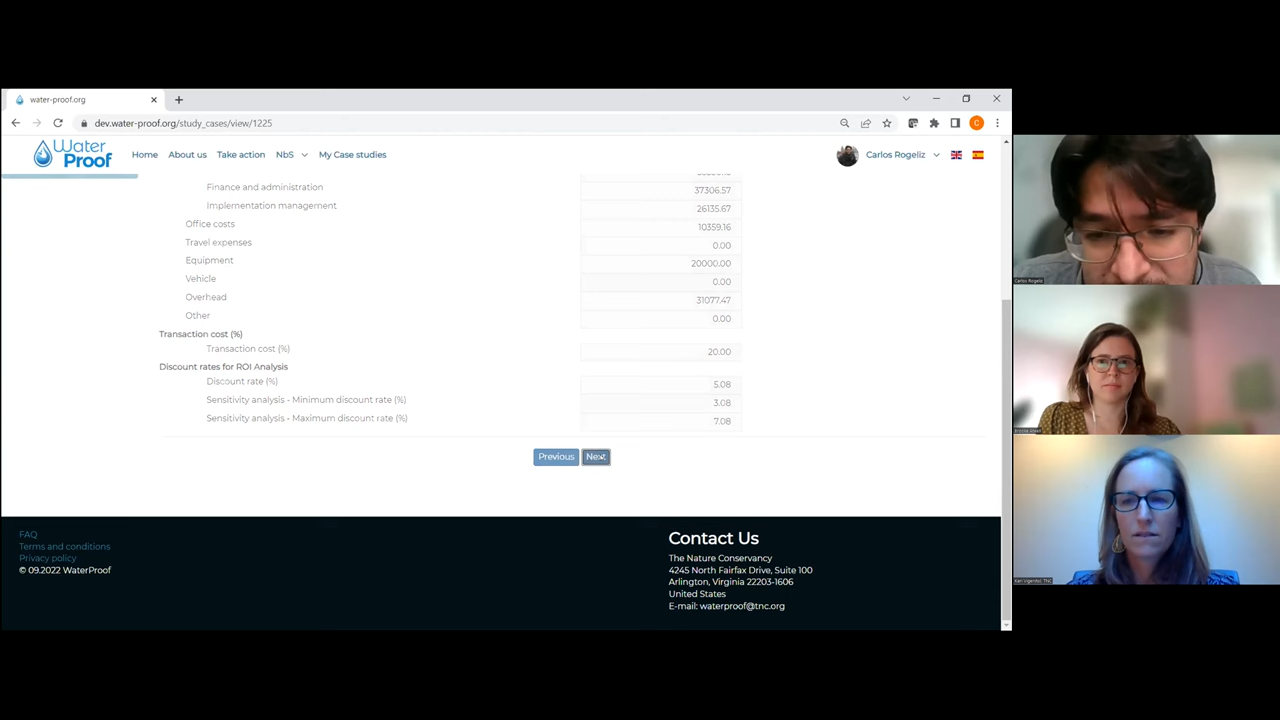 water-proof.org
dev.water-proof.org/study_cases/view/1225
C
Water
Proof
Home About us Take action NbS My Case studies
Carlos Rogeliz
Finance and administration 37306.57
Implementation management 26135.67
Office costs 10359.16
Travel expenses 0.00
Equipment 20000.00
Vehicle 0.00
Overhead 31077.47
Other 0.00
Transaction cost (%)
Transaction cost (%) 20.00
Discount rates for ROI Analysis
Discount rate (%) 5.08
Sensitivity analysis - Minimum discount rate (%) 3.08
Sensitivity analysis - Maximum discount rate (%) 7.08
Previous Next
FAQ
Terms and conditions
Privacy policy
© 09.2022 WaterProof
Contact Us
The Nature Conservancy
4245 North Fairfax Drive, Suite 100
Arlington, Virginia 22203-1606
United States
E-mail: waterproof@tnc.org